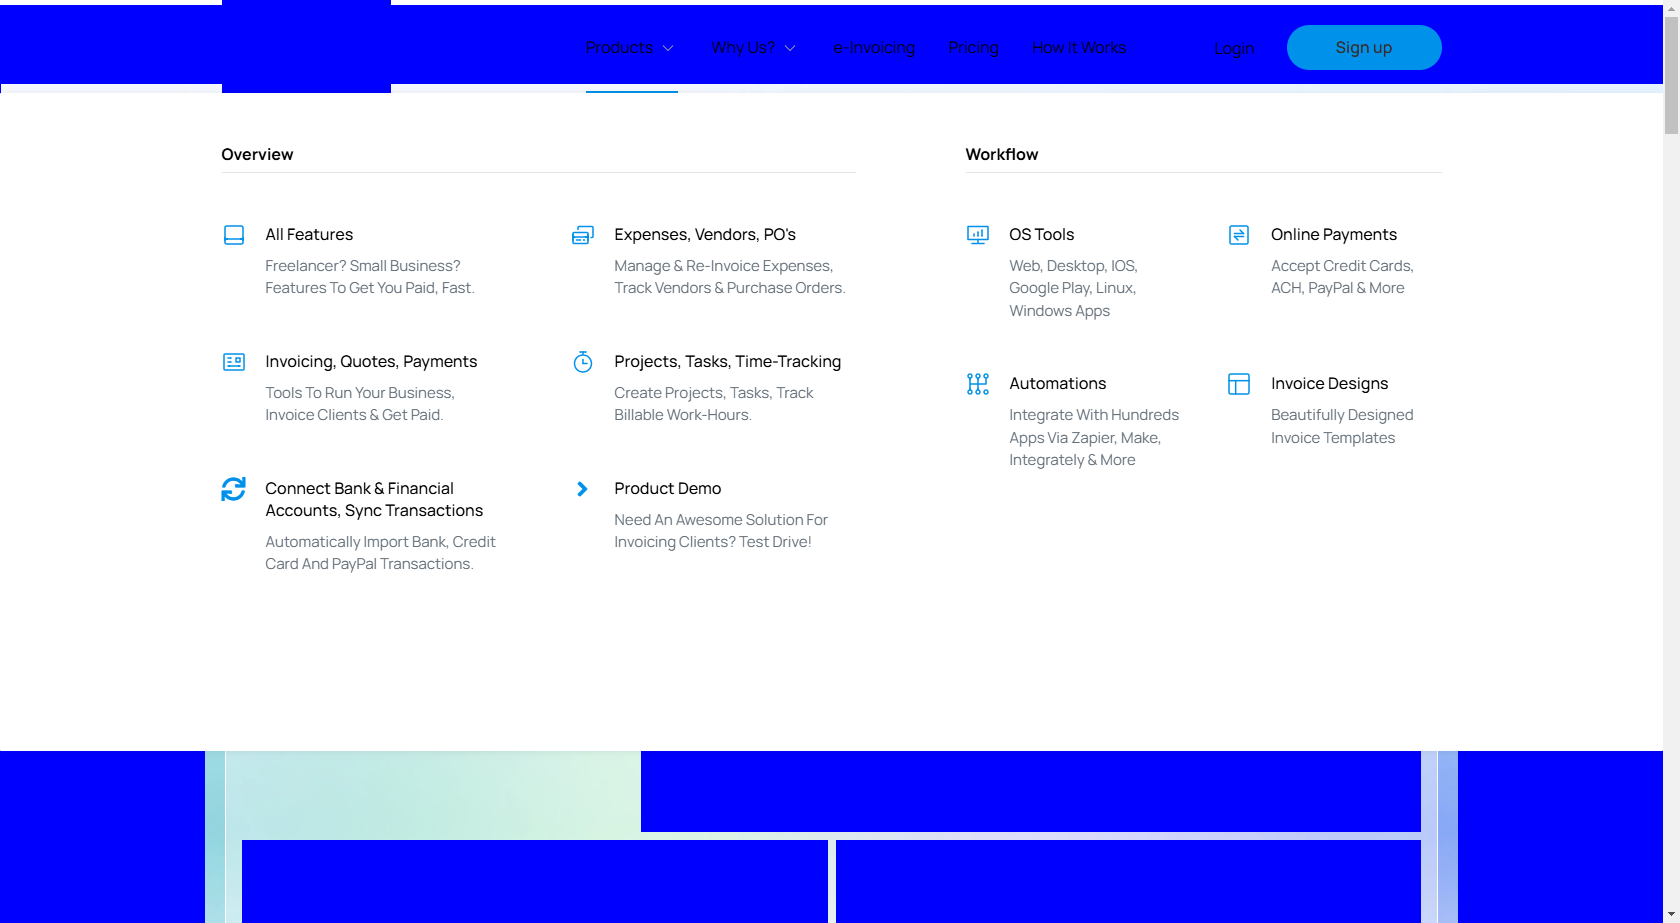 Products
Why Us?
e-Invoicing
Pricing
How It Works
Login
Sign up
Overview
All Features
Freelancer? Small Business?
Features To Get You Paid, Fast.
Expenses, Vendors, PO's
Manage & Re-Invoice Expenses,
Track Vendors & Purchase Orders.
Invoicing, Quotes, Payments
Tools To Run Your Business,
Invoice Clients & Get Paid.
Projects, Tasks, Time-Tracking
Create Projects, Tasks, Track
Billable Work-Hours.
Connect Bank & Financial
Accounts, Sync Transactions
Automatically Import Bank, Credit
Card And PayPal Transactions.
Product Demo
Need An Awesome Solution For
Invoicing Clients? Test Drive!
Workflow
OS Tools
Web, Desktop, IOS,
Google Play, Linux,
Windows Apps
Online Payments
Accept Credit Cards,
ACH, PayPal & More
Automations
Integrate With Hundreds
Apps Via Zapier, Make,
Integrately & More
Invoice Designs
Beautifully Designed
Invoice Templates